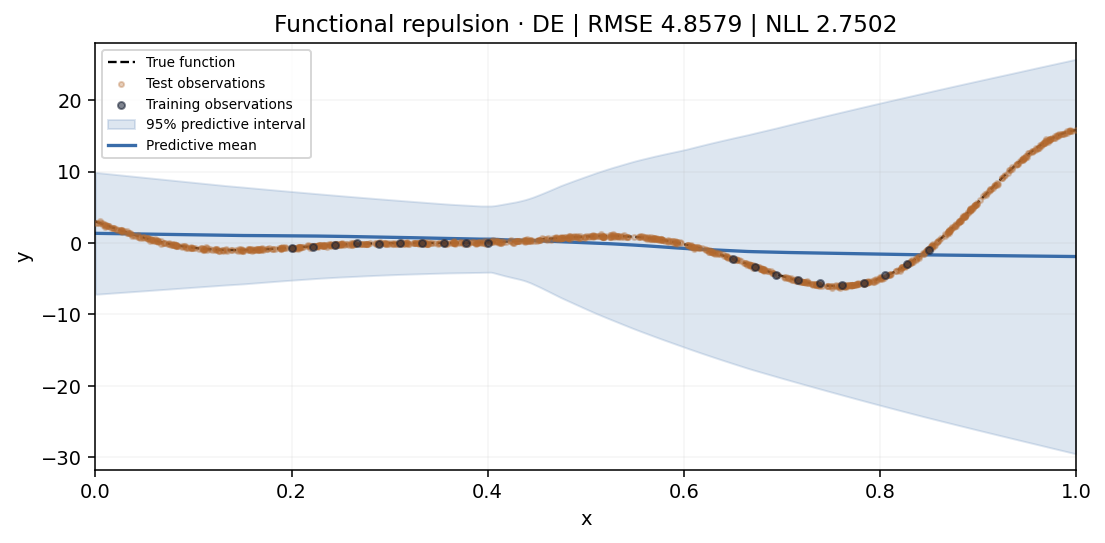 Functional repulsion · DE | RMSE 4.8579 | NLL 2.7502
True function
Test observations
Training observations
95% predictive interval
Predictive mean
20
10
0
−10
−20
−30
y
0.0 0.2 0.4 0.6 0.8 1.0
x